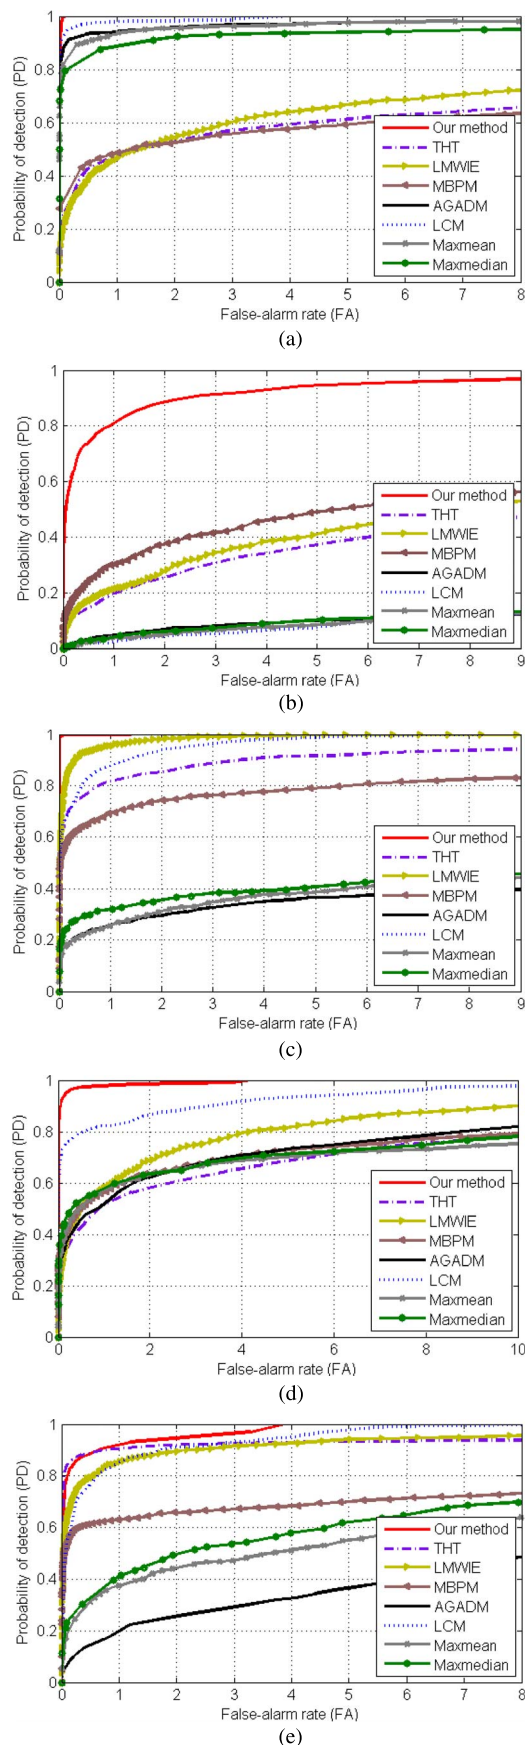 Probability of detection (PD)
1
0.8
0.6
0.4
0.2
0
0 1 2 3 4 5 6 7 8
False-alarm rate (FA)
Our method
THT
LMWIE
MBPM
AGADM
LCM
Maxmean
Maxmedian
(a)
Probability of detection (PD)
1
0.8
0.6
0.4
0.2
0
0 1 2 3 4 5 6 7 8 9
False-alarm rate (FA)
Our method
THT
LMWIE
MBPM
AGADM
LCM
Maxmean
Maxmedian
(b)
Probability of detection (PD)
1
0.8
0.6
0.4
0.2
0
0 1 2 3 4 5 6 7 8 9
False-alarm rate (FA)
Our method
THT
LMWIE
MBPM
AGADM
LCM
Maxmean
Maxmedian
(c)
Probability of detection (PD)
1
0.8
0.6
0.4
0.2
0
0 2 4 6 8 10
False-alarm rate (FA)
Our method
THT
LMWIE
MBPM
AGADM
LCM
Maxmean
Maxmedian
(d)
Probability of detection (PD)
1
0.8
0.6
0.4
0.2
0
0 1 2 3 4 5 6 7 8
False-alarm rate (FA)
Our method
THT
LMWIE
MBPM
AGADM
LCM
Maxmean
Maxmedian
(e)